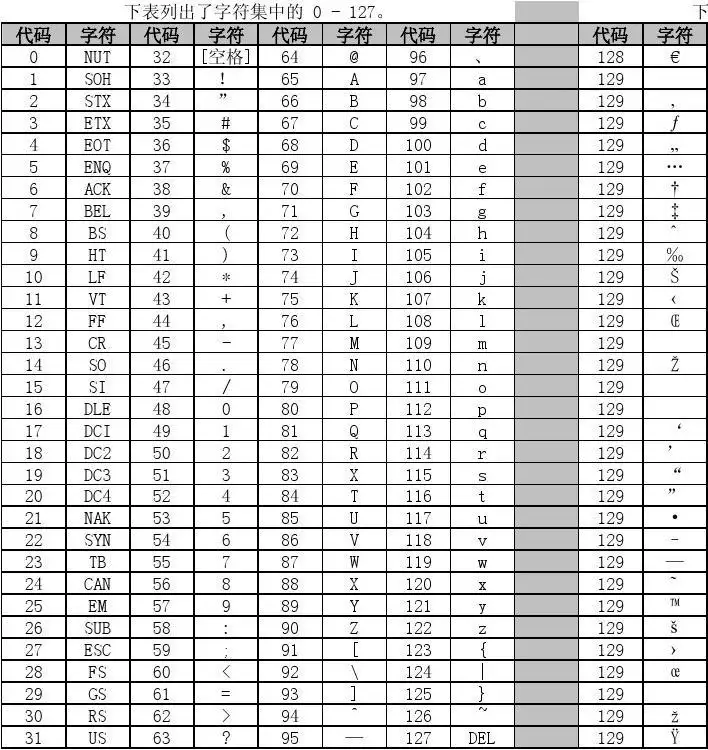 下表列出了字符集中的 0 - 127。 下
代码 字符 代码 字符 代码 字符 代码 字符 代码 字符
0 NUT 32 [空格] 64 @ 96 、 128 €
1 SOH 33 ! 65 A 97 a 129
2 STX 34 ” 66 B 98 b 129 ‚
3 ETX 35 # 67 C 99 c 129 ƒ
4 EOT 36 $ 68 D 100 d 129 „
5 ENQ 37 % 69 E 101 e 129 …
6 ACK 38 & 70 F 102 f 129 †
7 BEL 39 , 71 G 103 g 129 ‡
8 BS 40 ( 72 H 104 h 129 ˆ
9 HT 41 ) 73 I 105 i 129 ‰
10 LF 42 * 74 J 106 j 129 Š
11 VT 43 + 75 K 107 k 129 ‹
12 FF 44 , 76 L 108 l 129 Œ
13 CR 45 - 77 M 109 m 129
14 SO 46 . 78 N 110 n 129 Ž
15 SI 47 / 79 O 111 o 129
16 DLE 48 0 80 P 112 p 129
17 DCI 49 1 81 Q 113 q 129 ‘
18 DC2 50 2 82 R 114 r 129 ’
19 DC3 51 3 83 X 115 s 129 “
20 DC4 52 4 84 T 116 t 129 ”
21 NAK 53 5 85 U 117 u 129 •
22 SYN 54 6 86 V 118 v 129 –
23 TB 55 7 87 W 119 w 129 —
24 CAN 56 8 88 X 120 x 129 ˜
25 EM 57 9 89 Y 121 y 129 ™
26 SUB 58 : 90 Z 122 z 129 š
27 ESC 59 ; 91 [ 123 { 129 ›
28 FS 60 < 92 \ 124 | 129 œ
29 GS 61 = 93 ] 125 } 129
30 RS 62 > 94 ^ 126 ~ 129 ž
31 US 63 ? 95 — 127 DEL 129 Ÿ